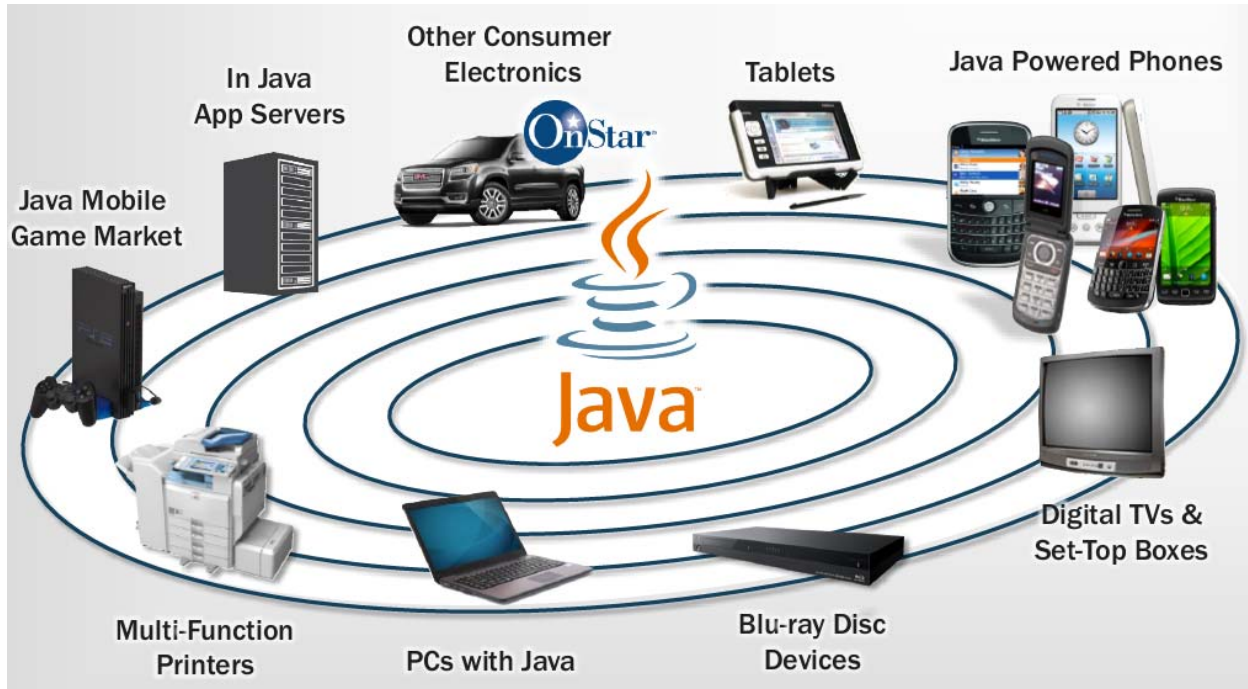 Other Consumer
Electronics
OnStar
Tablets
Java Powered Phones
In Java
App Servers
Java Mobile
Game Market
Java™
Digital TVs &
Set-Top Boxes
Multi-Function
Printers
PCs with Java
Blu-ray Disc
Devices